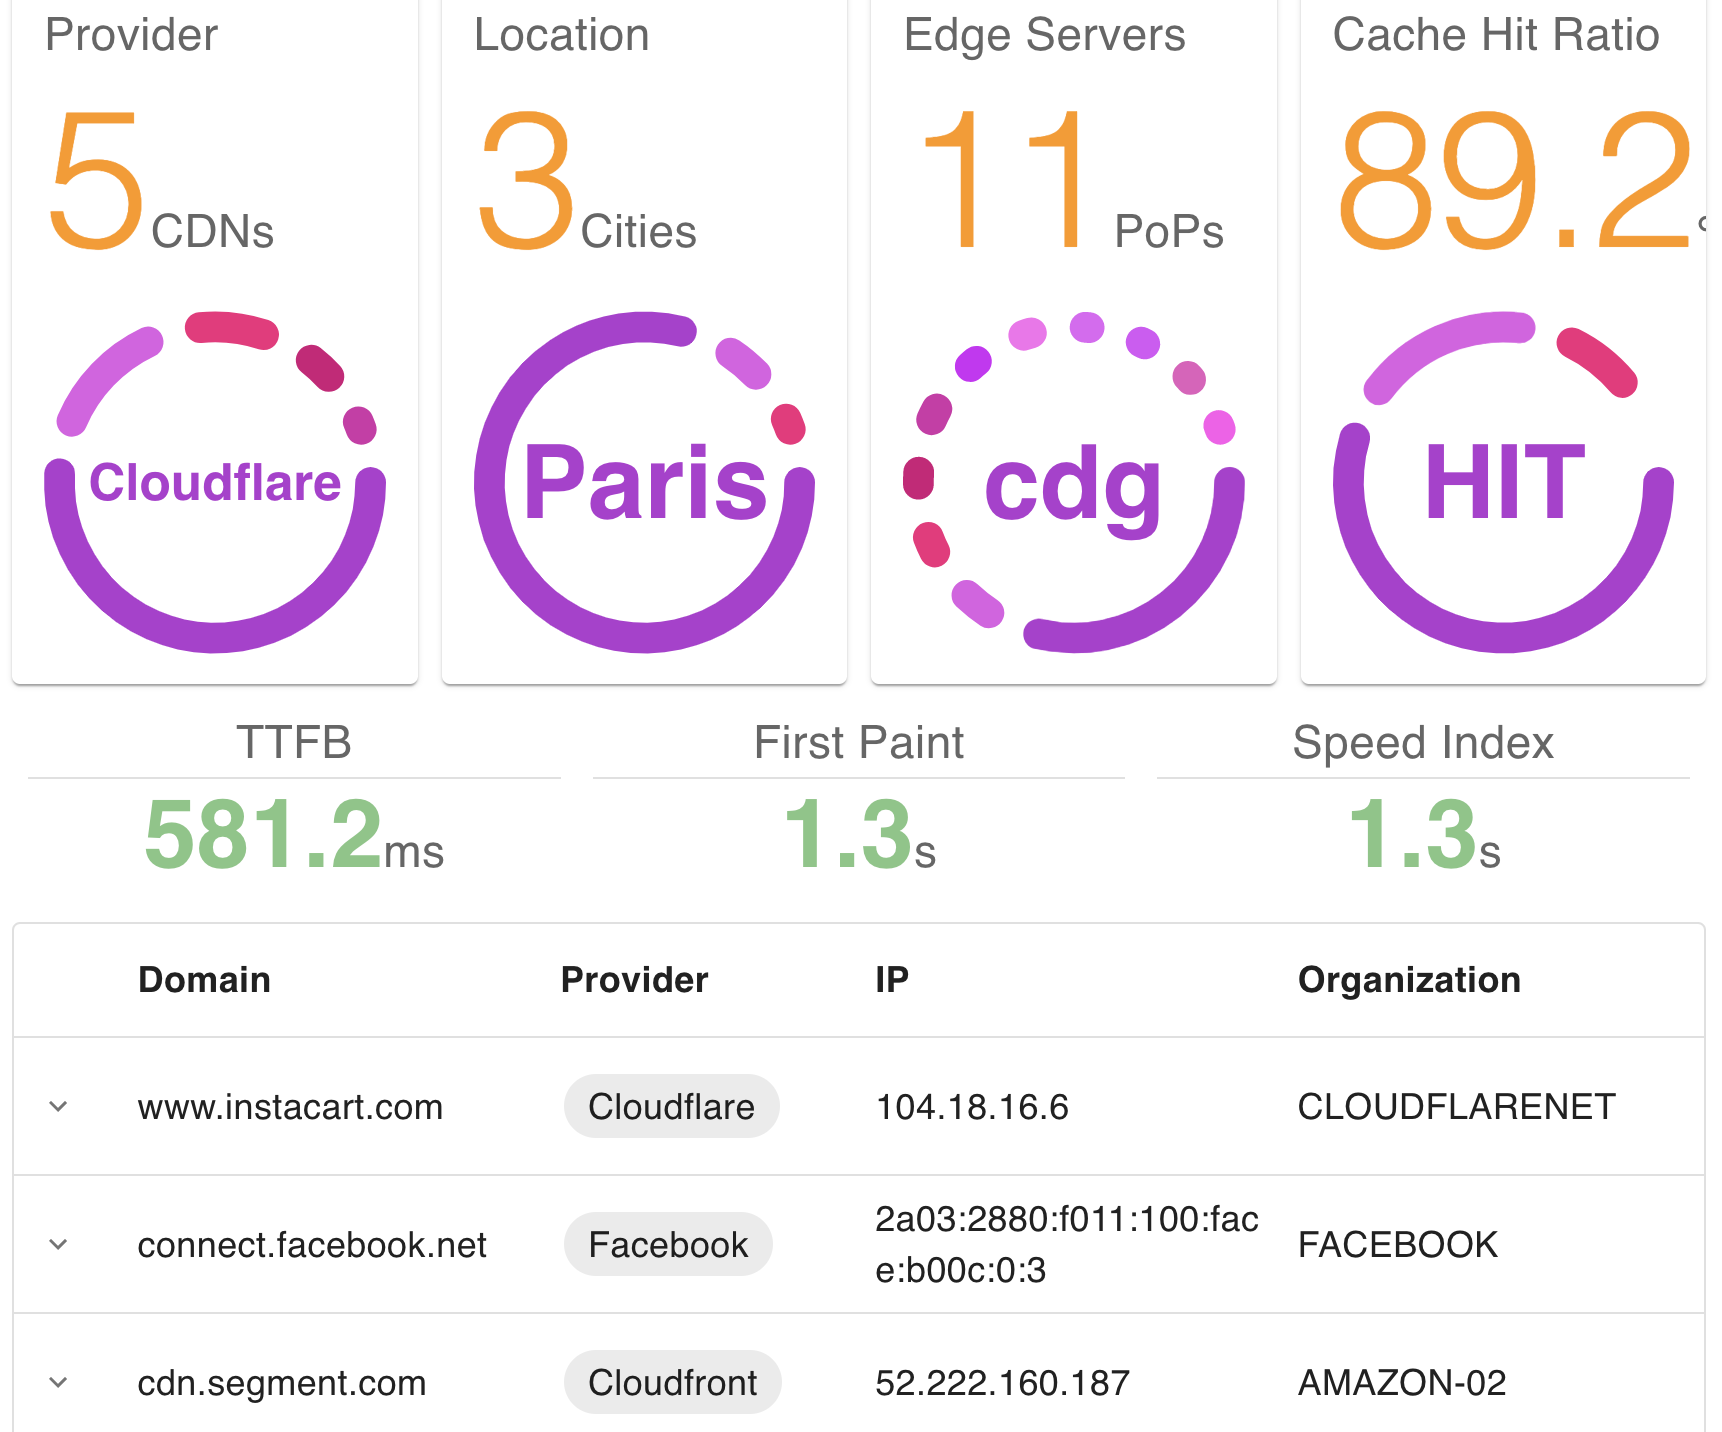 Provider
5 CDNs
Cloudflare
Location
3 Cities
Paris
Edge Servers
11 PoPs
cdg
Cache Hit Ratio
89.2
HIT
TTFB
581.2ms
First Paint
1.3s
Speed Index
1.3s
Domain Provider IP Organization
www.instacart.com Cloudflare 104.18.16.6 CLOUDFLARENET
connect.facebook.net Facebook 2a03:2880:f011:100:fac
e:b00c:0:3 FACEBOOK
cdn.segment.com Cloudfront 52.222.160.187 AMAZON-02